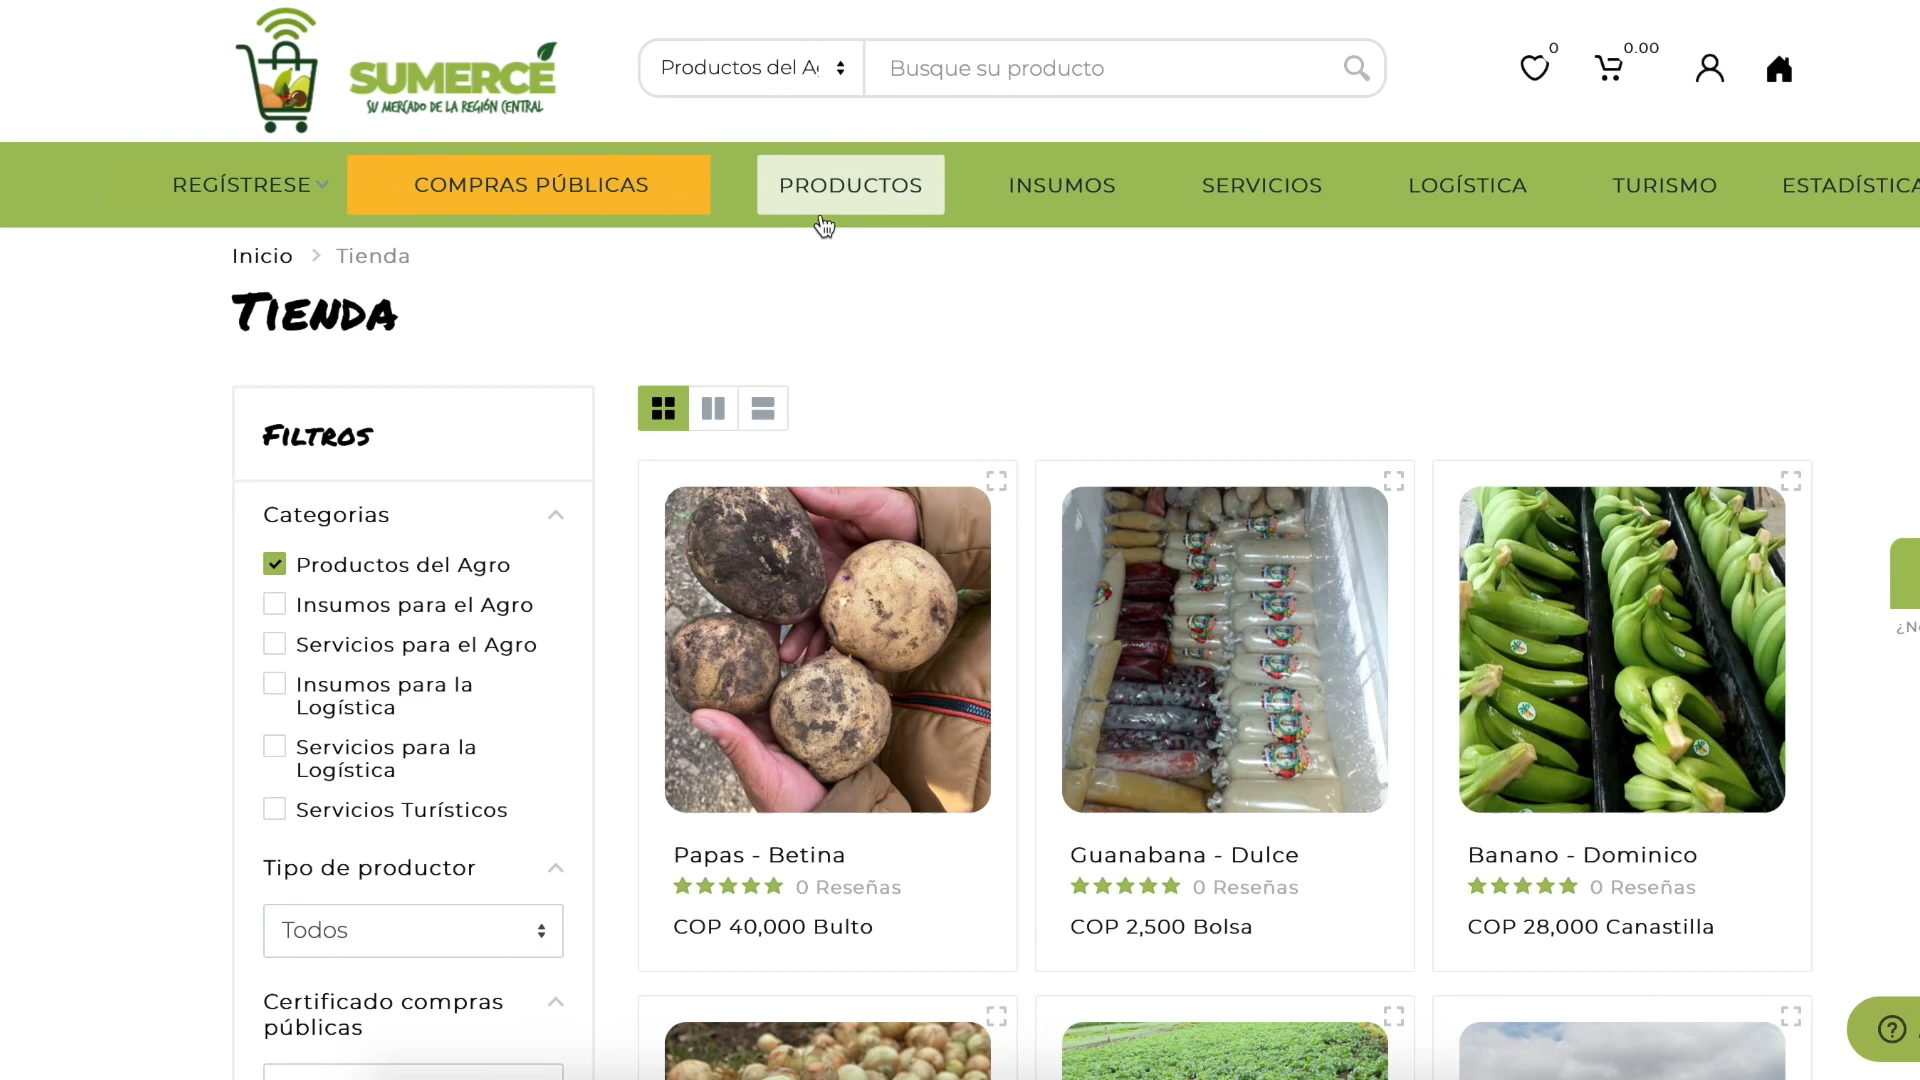 SUMERCÉ
SU MERCADO DE LA REGIÓN CENTRAL
Productos del A
Busque su producto
0
0.00
REGÍSTRESE
COMPRAS PÚBLICAS
PRODUCTOS
INSUMOS
SERVICIOS
LOGÍSTICA
TURISMO
ESTADÍSTICA
Inicio
Tienda
TIENDA
FILTROS
Categorias
Productos del Agro
Insumos para el Agro
Servicios para el Agro
Insumos para la
Logística
Servicios para la
Logística
Servicios Turísticos
Tipo de productor
Todos
Certificado compras
públicas
Papas - Betina
0 Reseñas
COP 40,000 Bulto
Guanabana - Dulce
0 Reseñas
COP 2,500 Bolsa
Banano - Dominico
0 Reseñas
COP 28,000 Canastilla
¿N